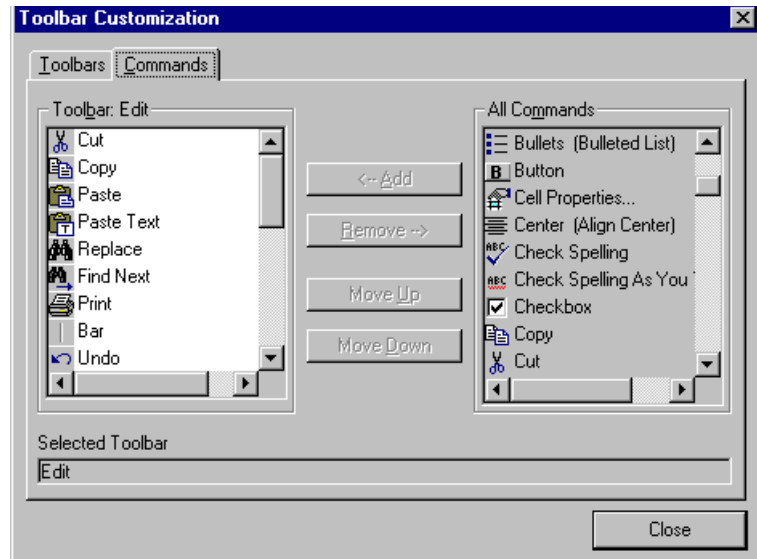 Toolbar Customization
Toolbars
Commands
Toolbar: Edit
Cut
Copy
Paste
Paste Text
Replace
Find Next
Print
Bar
Undo
<-- Add
Remove -->
Move Up
Move Down
All Commands
Bullets (Bulleted List)
B Button
Cell Properties...
Center (Align Center)
ABC Check Spelling
ABC Check Spelling As You
Checkbox
Copy
Cut
Selected Toolbar
Edit
Close